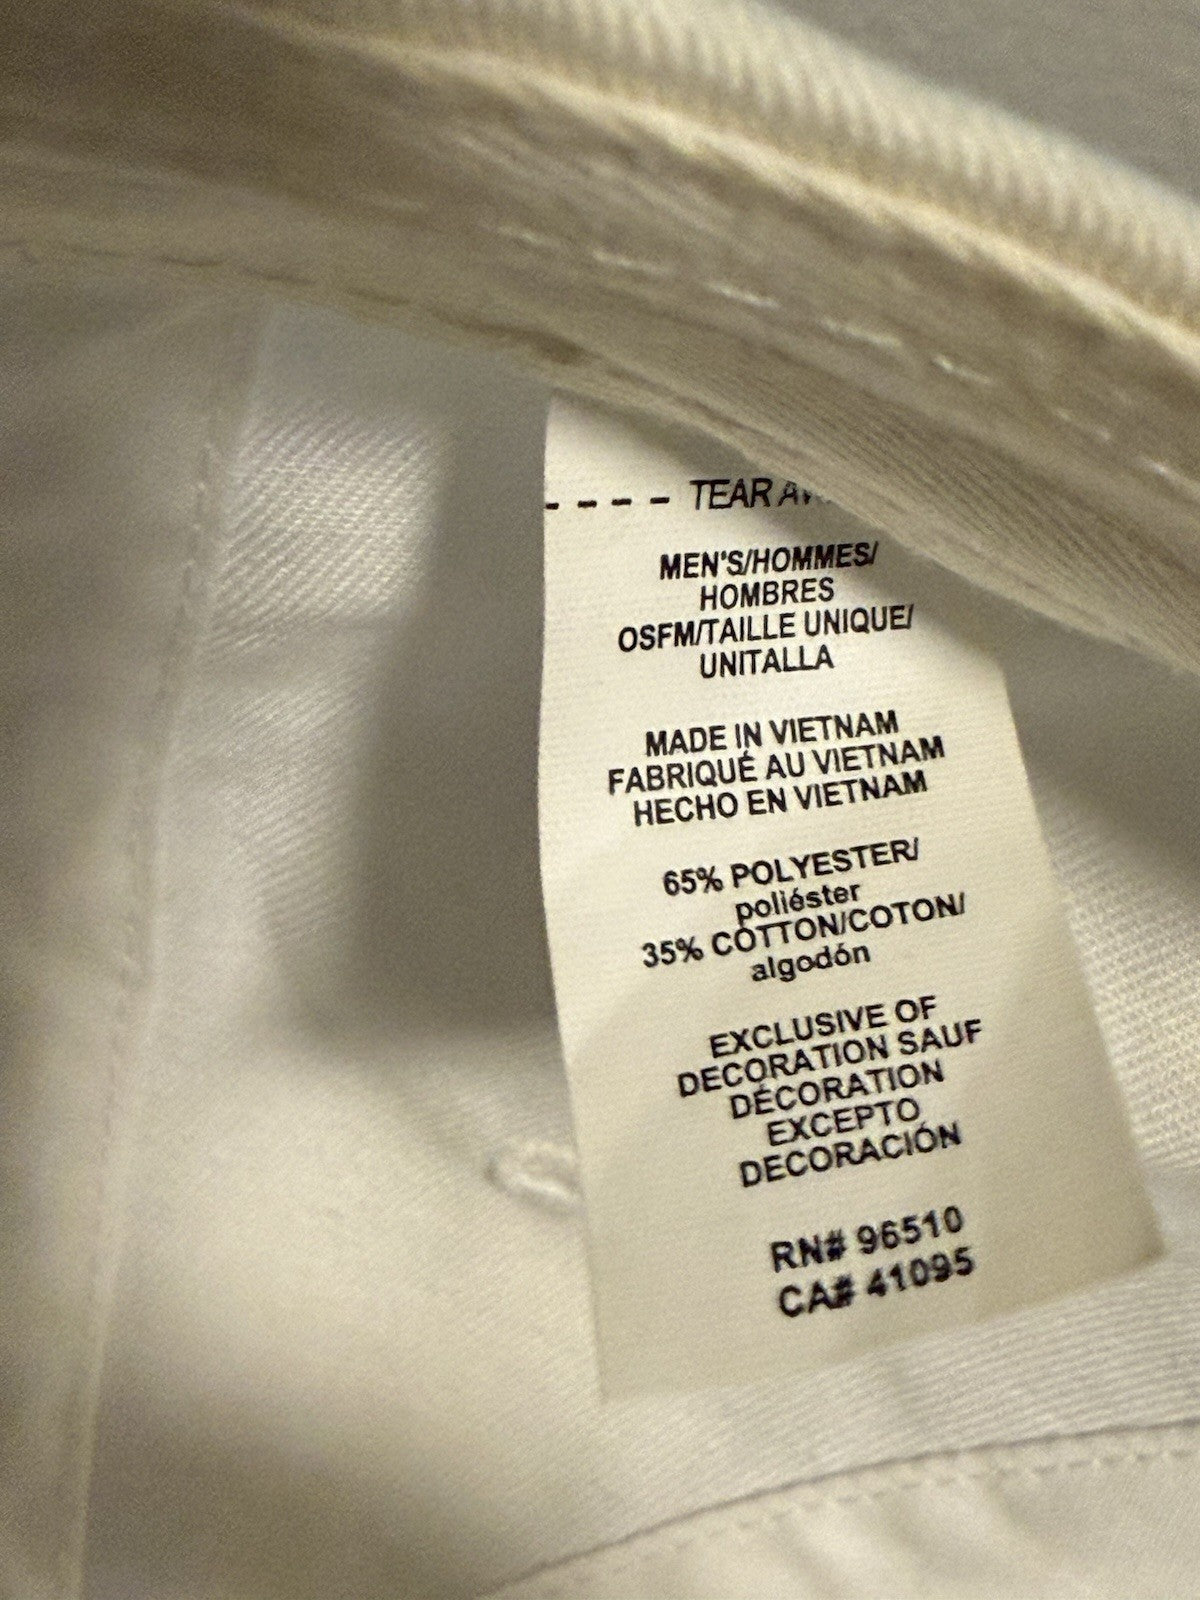 ---- TEAR
MEN'S/HOMMES/
HOMBRES
OSFM/TAILLE UNIQUE/
UNITALLA
MADE IN VIETNAM
FABRIQUÉ AU VIETNAM
HECHO EN VIETNAM
65% POLYESTER/
poliéster
35% COTTON/COTON/
algodón
EXCLUSIVE OF
DECORATION SAUF
DÉCORATION
EXCEPTO
DECORACIÓN
RN# 96510
CA# 41095